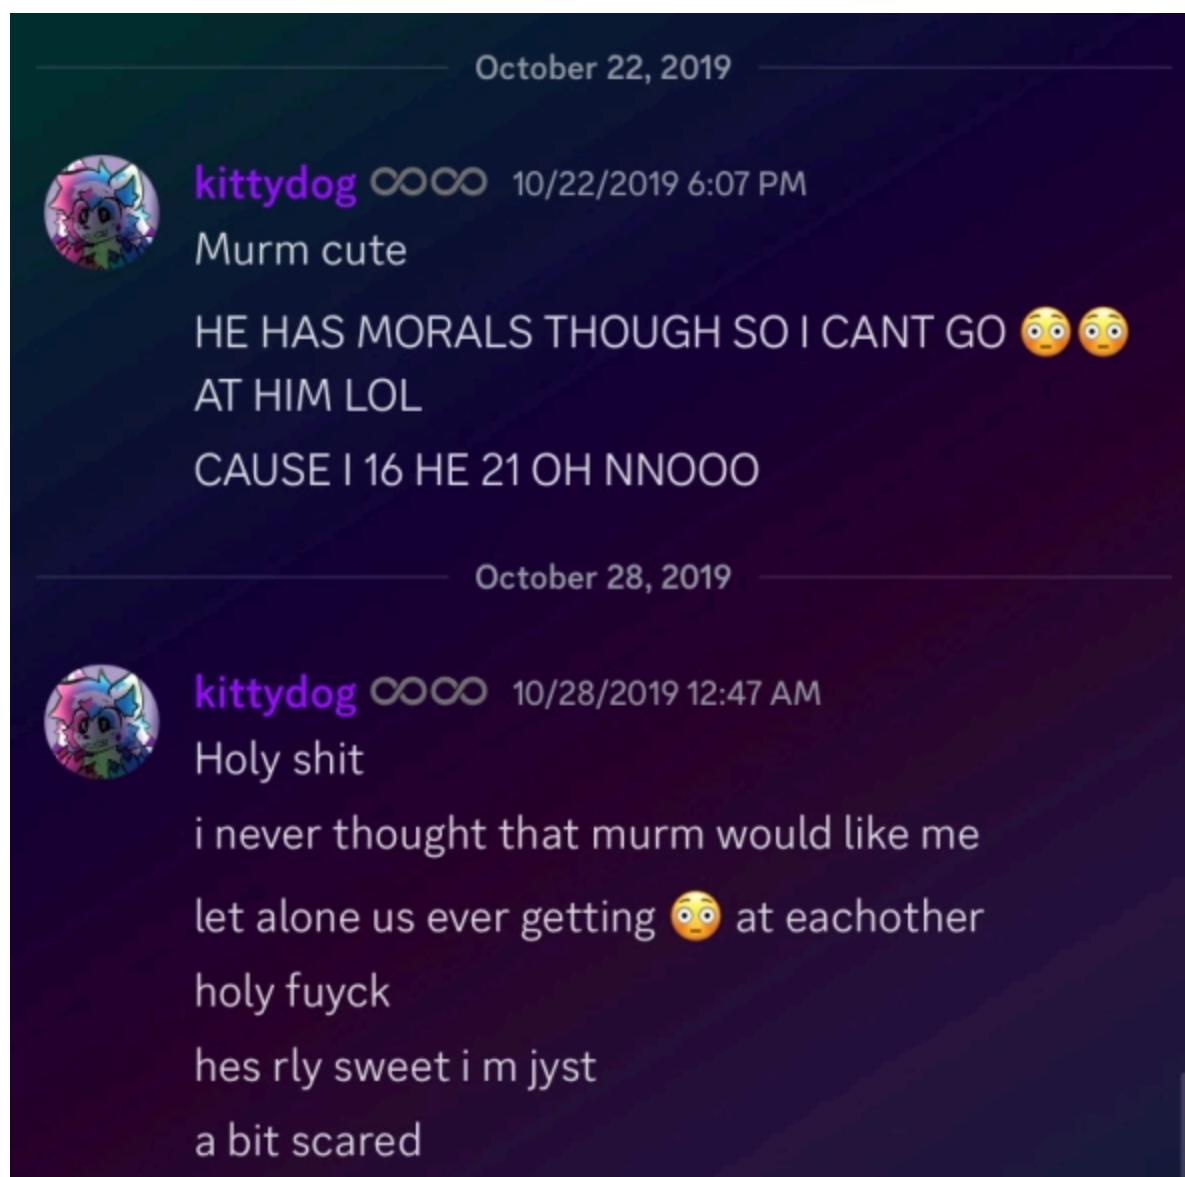 October 22, 2019
kittydog ∞∞ 10/22/2019 6:07 PM
Murm cute
HE HAS MORALS THOUGH SO I CANT GO 😳😳
AT HIM LOL
CAUSE I 16 HE 21 OH NNOOO
October 28, 2019
kittydog ∞∞ 10/28/2019 12:47 AM
Holy shit
i never thought that murm would like me
let alone us ever getting 😳 at eachother
holy fuyck
hes rly sweet i m jyst
a bit scared